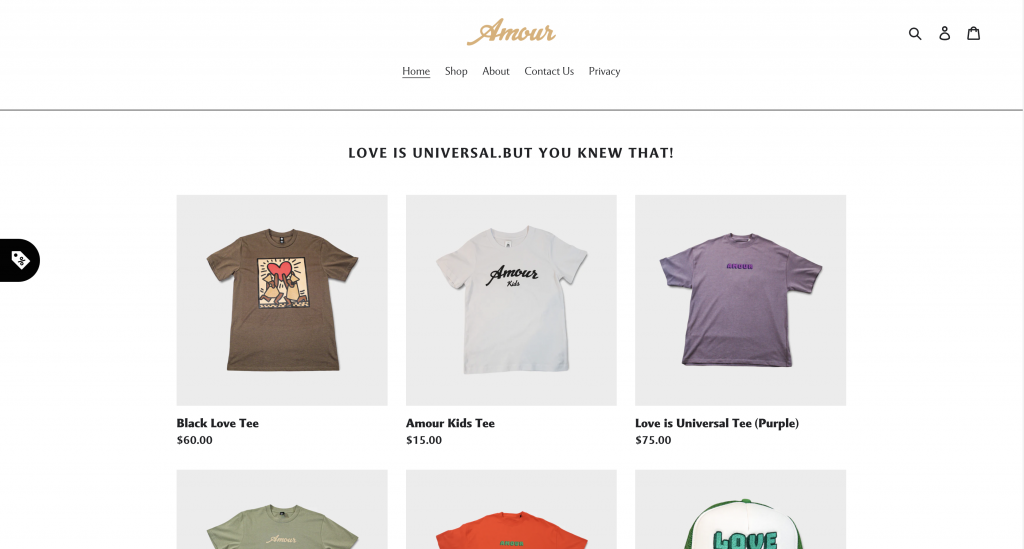 Amour
Home Shop About Contact Us Privacy
LOVE IS UNIVERSAL.BUT YOU KNEW THAT!
Amour
Kids
AMOUR
Black Love Tee
$60.00
Amour Kids Tee
$15.00
Love is Universal Tee (Purple)
$75.00
Amour
AMOUR
LOVE